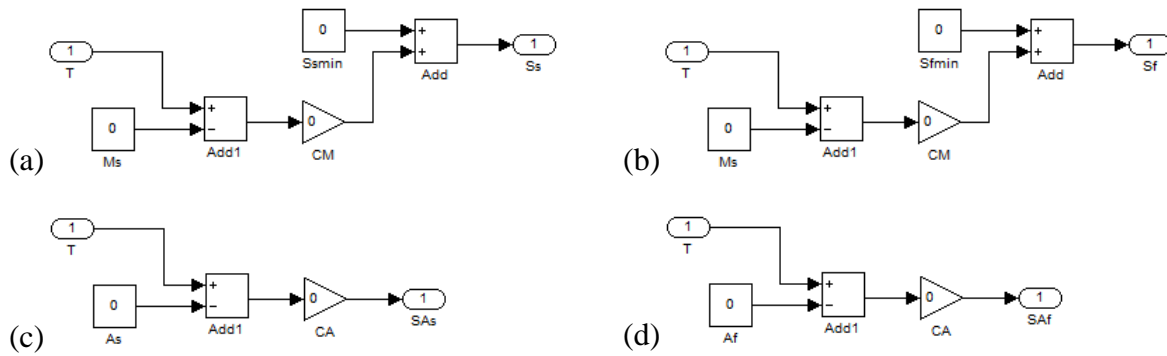 0
+
+
Ssmin
Add
1
Ss
1
T
0
Ms
+
−
Add1
0
CM
(a)
0
+
+
Sfmin
Add
1
Sf
1
T
0
Ms
+
−
Add1
0
CM
(b)
1
T
0
As
+
−
Add1
0
CA
1
SAs
(c)
1
T
0
Af
+
−
Add1
0
CA
1
SAf
(d)